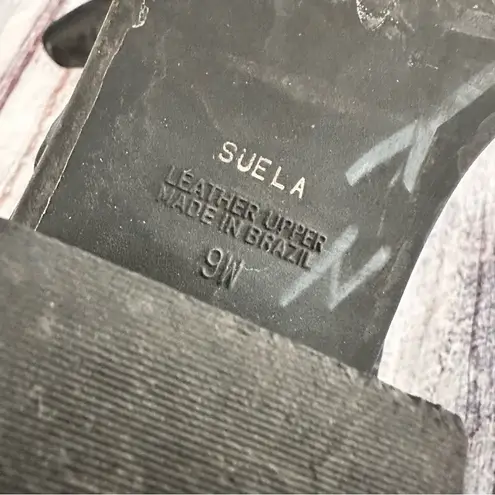 SUELA
LEATHER UPPER
MADE IN BRAZIL
9W